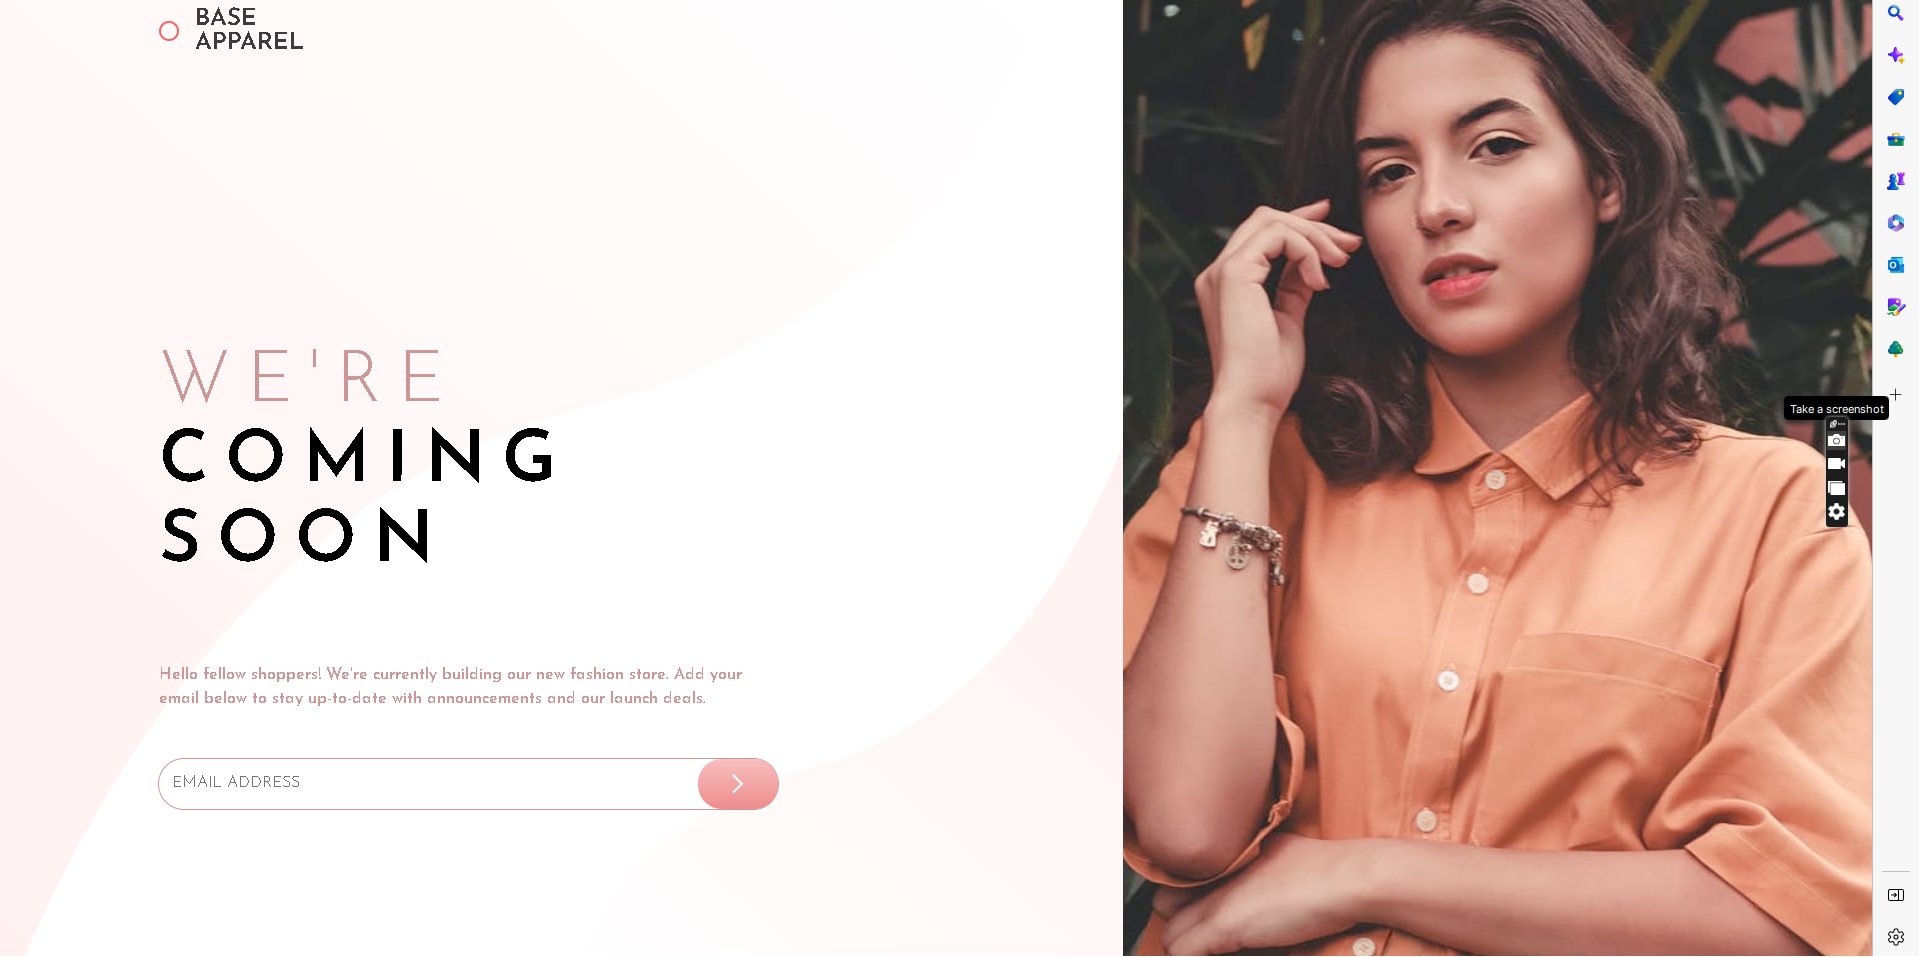 BASE
APPAREL
WE'RE
COMING
SOON
Hello fellow shoppers! We're currently building our new fashion store. Add your
email below to stay up-to-date with announcements and our launch deals.
EMAIL ADDRESS
Take a screenshot